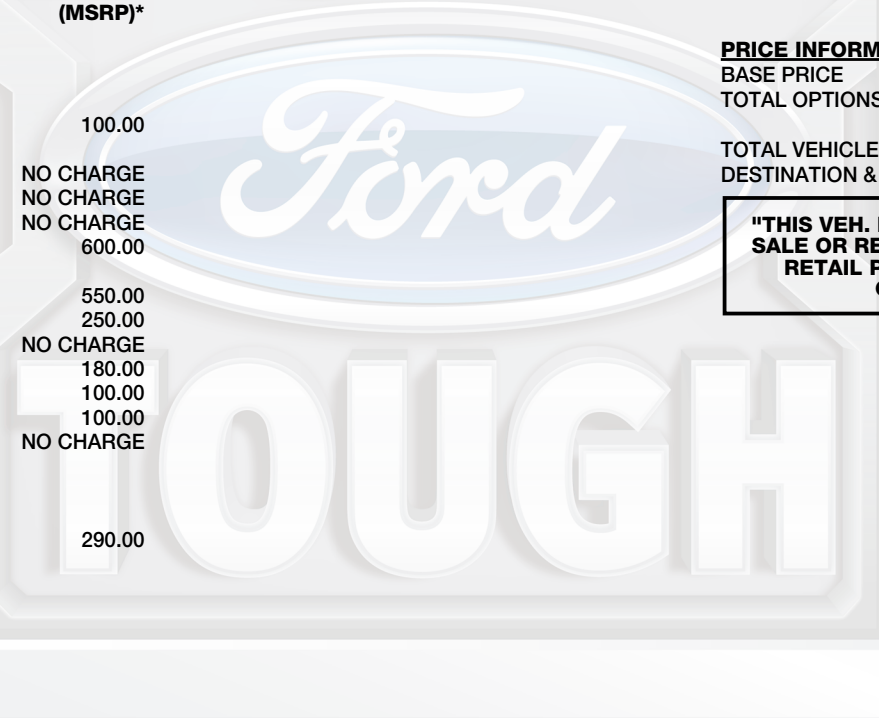 (MSRP)*
100.00
NO CHARGE
NO CHARGE
NO CHARGE
600.00
550.00
250.00
NO CHARGE
180.00
100.00
100.00
NO CHARGE
290.00
PRICE INFORM
BASE PRICE
TOTAL OPTIONS
TOTAL VEHICLE
DESTINATION &
"THIS VEH.
SALE OR RE
RETAIL P
Ford
TOUGH